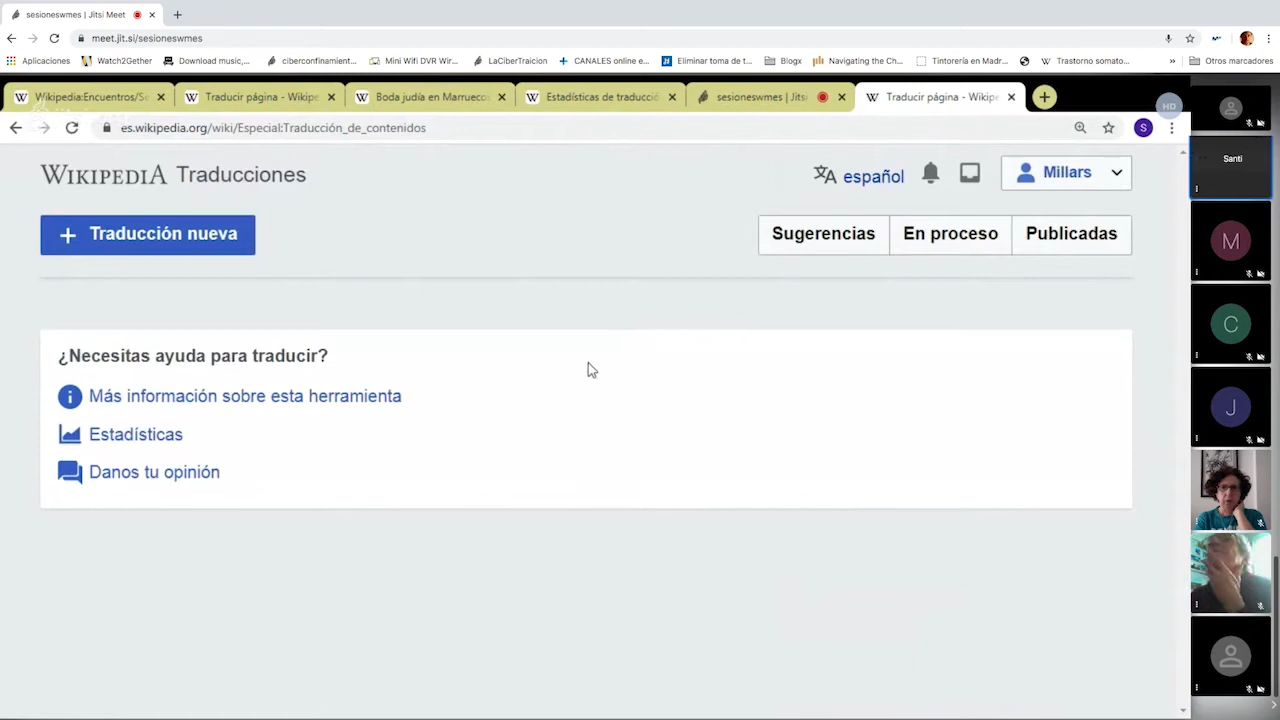 sesioneswmes | Jitsi Meet
meet.jit.si/sesioneswmes
Aplicaciones
Watch2Gether
Download music,...
ciberconfinamient...
Mini Wifi DVR Wir...
LaCiberTraicion
CANALES online e...
Eliminar toma de t...
Blogx
Navigating the Ch...
Tintorería en Madr...
Trastorno somato...
»
Otros marcadores
Wikipedia:Encuentros/Se
Traducir página - Wikipe
Boda judía en Marrueco
Estadísticas de traducció
sesioneswmes | Jits
Traducir página - Wikipe
HD
es.wikipedia.org/wiki/Especial:Traducción_de_contenidos
S
WIKIPEDIA Traducciones
español
Millars
+ Traducción nueva
Sugerencias
En proceso
Publicadas
¿Necesitas ayuda para traducir?
Más información sobre esta herramienta
Estadísticas
Danos tu opinión
Santi
M
C
J